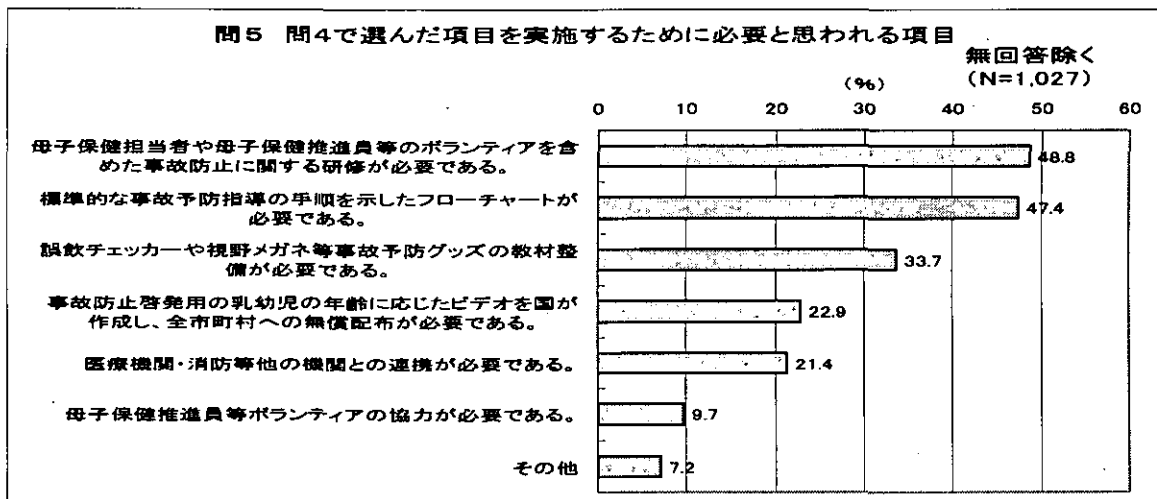 問5 問4で選んだ項目を実施するために必要と思われる項目
無回答除く
(N=1,027)
(%)
0 10 20 30 40 50 60
母子保健担当者や母子保健推進員等のボランティアを含
めた事故防止に関する研修が必要である。
48.8
標準的な事故予防指導の手順を示したフローチャートが
必要である。
47.4
誤飲チェッカーや視野メガネ等事故予防グッズの教材整
備が必要である。
33.7
事故防止啓発用の乳幼児の年齢に応じたビデオを国が
作成し、全市町村への無償配布が必要である。
22.9
医療機関・消防等他の機関との連携が必要である。
21.4
母子保健推進員等ボランティアの協力が必要である。
9.7
その他
7.2